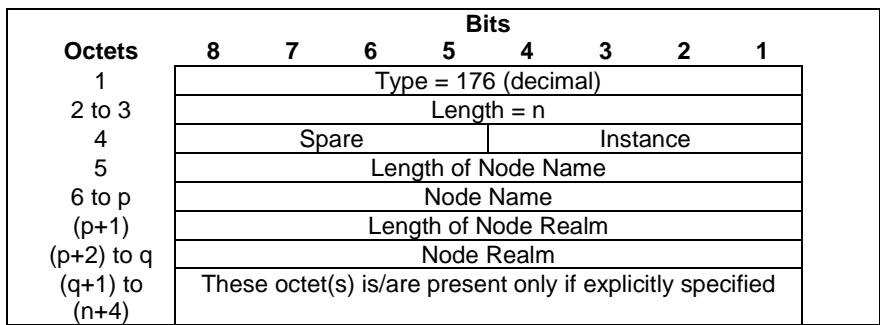 Bits
Octets 8 7 6 5 4 3 2 1
1 Type = 176 (decimal)
2 to 3 Length = n
4 Spare Instance
5 Length of Node Name
6 to p Node Name
(p+1) Length of Node Realm
(p+2) to q Node Realm
(q+1) to These octet(s) is/are present only if explicitly specified
(n+4)